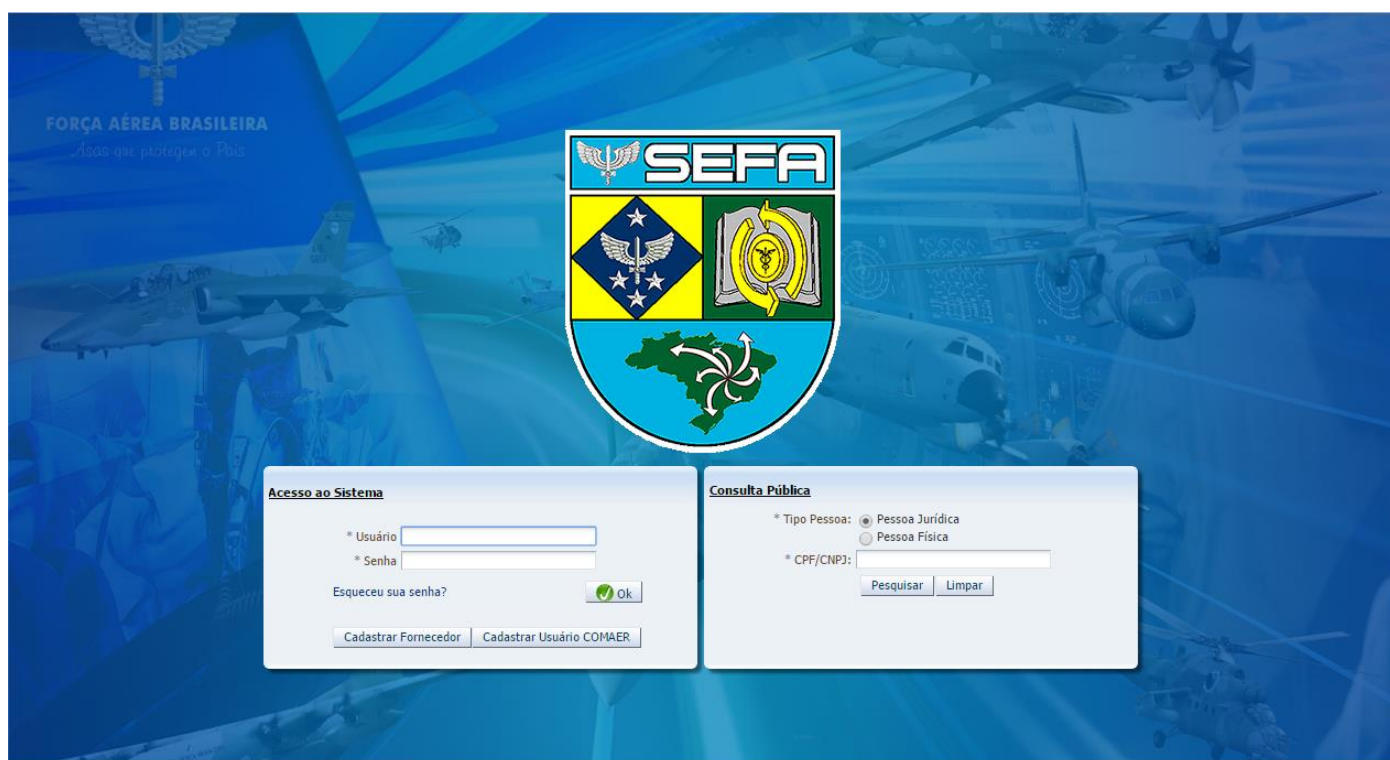 FORÇA AÉREA BRASILEIRA
Asas que protegem o País
SEFA
Acesso ao Sistema
* Usuário
* Senha
Esqueceu sua senha?
Ok
Cadastrar Fornecedor
Cadastrar Usuário COMAER
Consulta Pública
* Tipo Pessoa:
Pessoa Jurídica
Pessoa Física
* CPF/CNPJ:
Pesquisar
Limpar